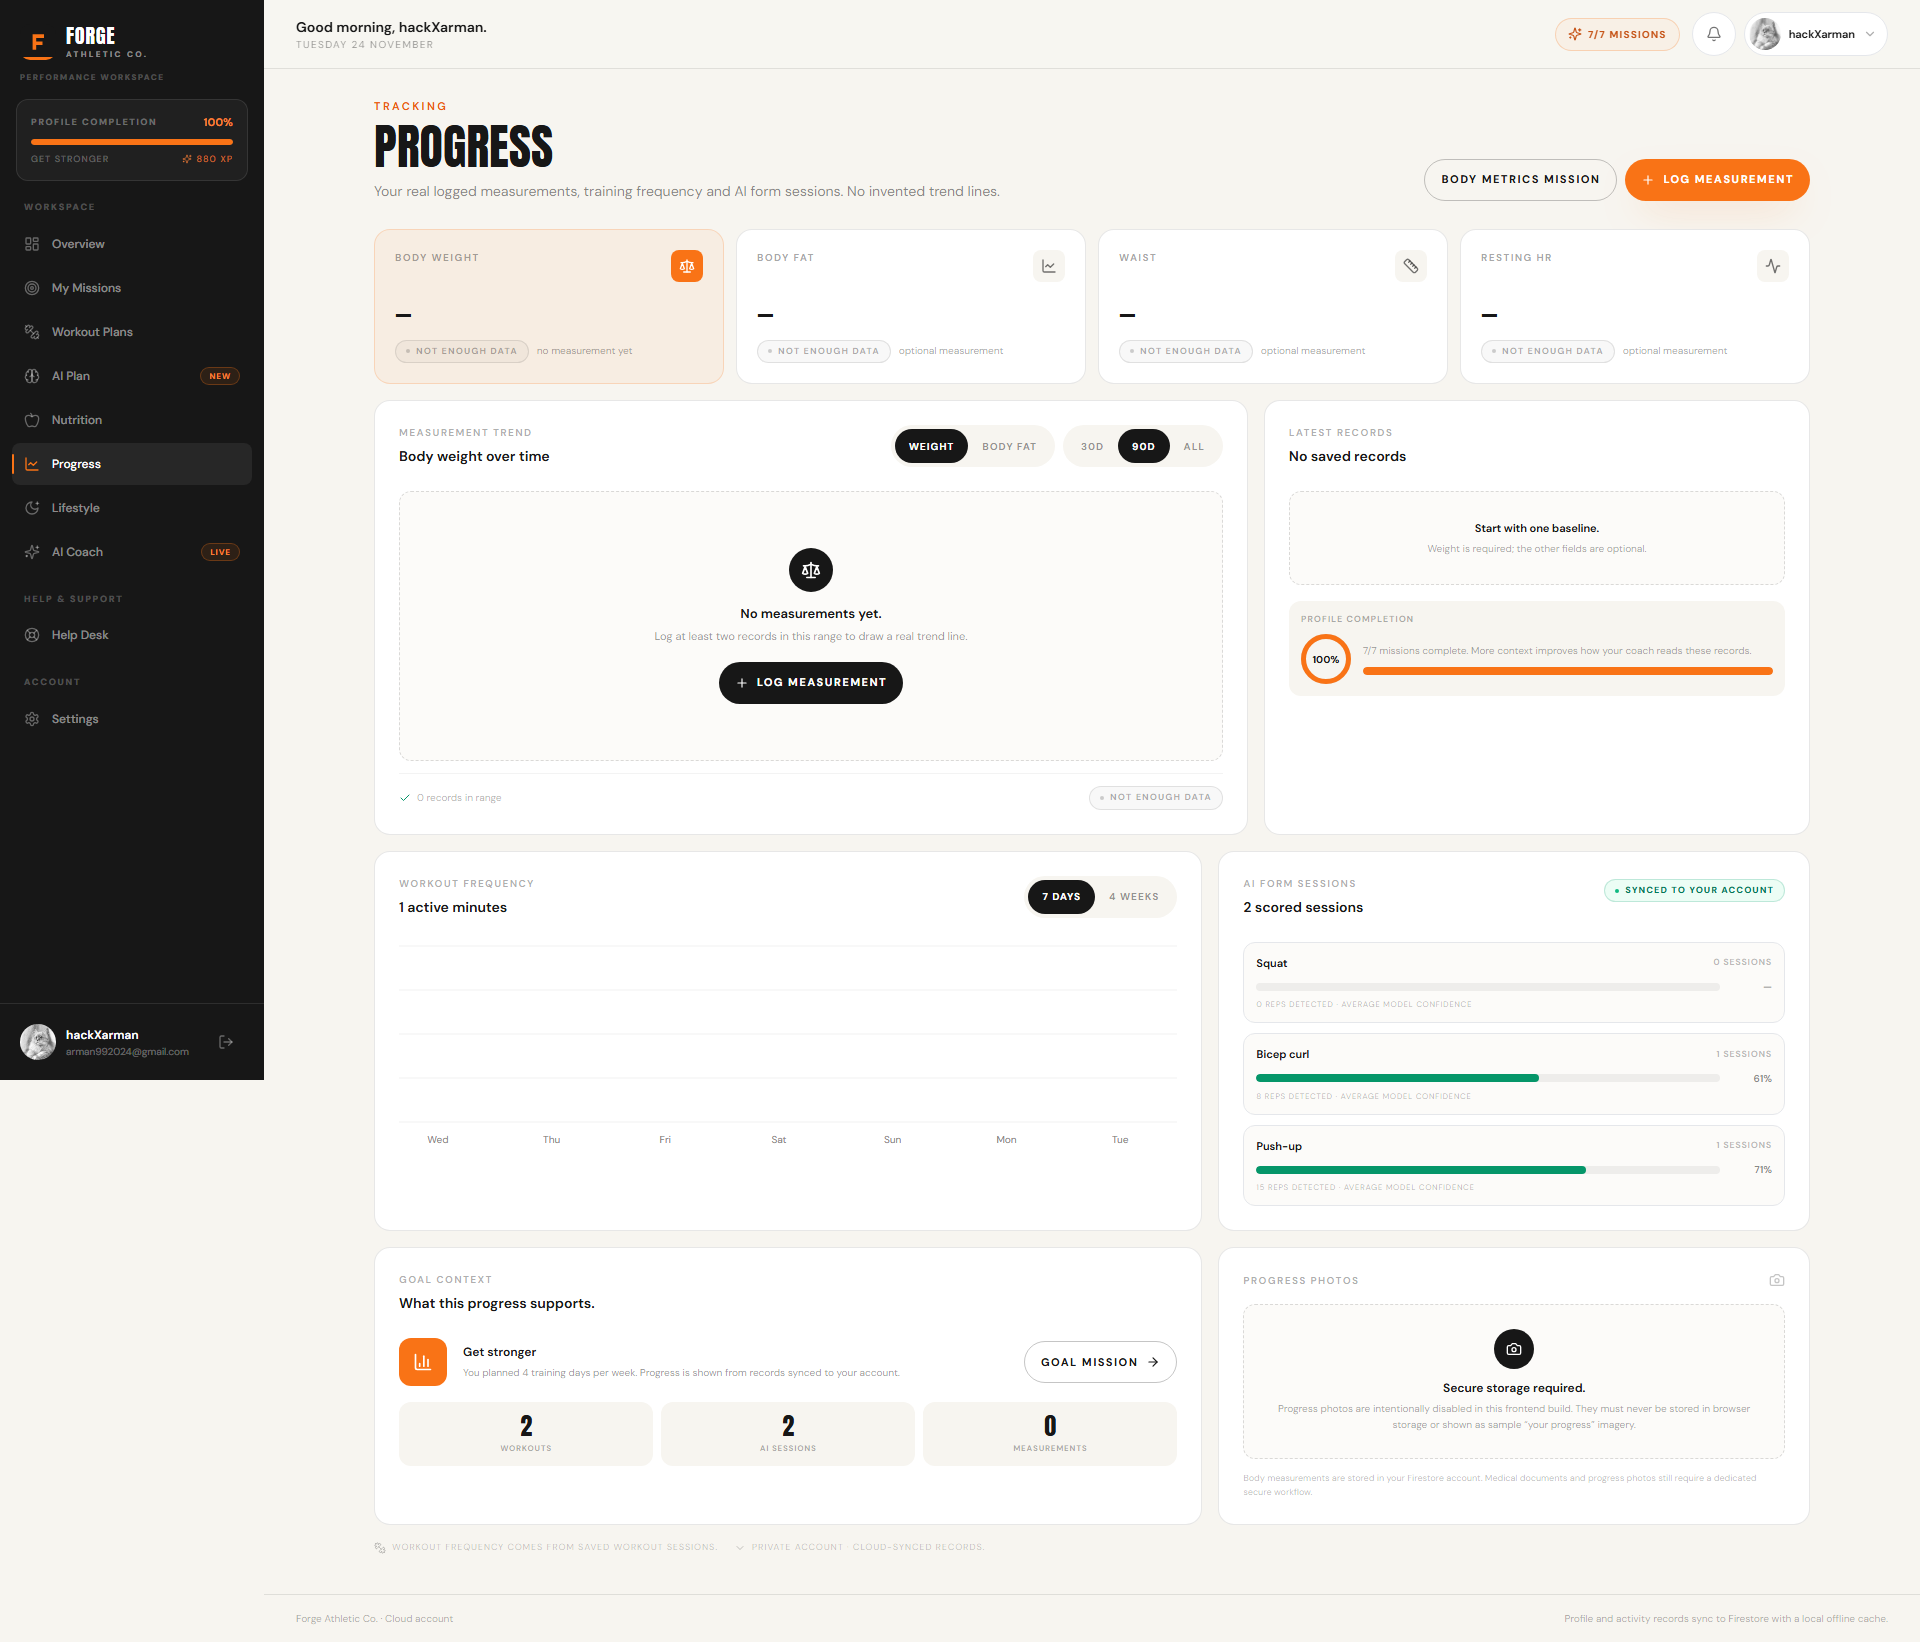 F
FORGE
ATHLETIC CO.
PERFORMANCE WORKSPACE
PROFILE COMPLETION 100%
GET STRONGER 880 XP
WORKSPACE
Overview
My Missions
Workout Plans
AI Plan NEW
Nutrition
Progress
Lifestyle
AI Coach LIVE
HELP & SUPPORT
Help Desk
ACCOUNT
Settings
hackXarman
arman992024@gmail.com
Good morning, hackXarman.
TUESDAY 24 NOVEMBER
7/7 MISSIONS
hackXarman
TRACKING
PROGRESS
Your real logged measurements, training frequency and AI form sessions. No invented trend lines.
BODY METRICS MISSION
+ LOG MEASUREMENT
BODY WEIGHT
–
NOT ENOUGH DATA no measurement yet
BODY FAT
–
NOT ENOUGH DATA optional measurement
WAIST
–
NOT ENOUGH DATA optional measurement
RESTING HR
–
NOT ENOUGH DATA optional measurement
MEASUREMENT TREND
Body weight over time
WEIGHT BODY FAT
30D 90D ALL
No measurements yet.
Log at least two records in this range to draw a real trend line.
+ LOG MEASUREMENT
0 records in range
NOT ENOUGH DATA
LATEST RECORDS
No saved records
Start with one baseline.
Weight is required; the other fields are optional.
PROFILE COMPLETION
100%
7/7 missions complete. More context improves how your coach reads these records.
WORKOUT FREQUENCY
1 active minutes
7 DAYS 4 WEEKS
Wed Thu Fri Sat Sun Mon Tue
AI FORM SESSIONS
2 scored sessions
SYNCED TO YOUR ACCOUNT
Squat 0 SESSIONS
–
0 REPS DETECTED · AVERAGE MODEL CONFIDENCE
Bicep curl 1 SESSIONS
61%
8 REPS DETECTED · AVERAGE MODEL CONFIDENCE
Push-up 1 SESSIONS
71%
15 REPS DETECTED · AVERAGE MODEL CONFIDENCE
GOAL CONTEXT
What this progress supports.
Get stronger
You planned 4 training days per week. Progress is shown from records synced to your account.
GOAL MISSION
2
WORKOUTS
2
AI SESSIONS
0
MEASUREMENTS
PROGRESS PHOTOS
Secure storage required.
Progress photos are intentionally disabled in this frontend build. They must never be stored in browser
storage or shown as sample "your progress" imagery.
Body measurements are stored in your Firestore account. Medical documents and progress photos still require a dedicated
secure workflow.
WORKOUT FREQUENCY COMES FROM SAVED WORKOUT SESSIONS.
PRIVATE ACCOUNT · CLOUD-SYNCED RECORDS.
Forge Athletic Co. · Cloud account
Profile and activity records sync to Firestore with a local offline cache.